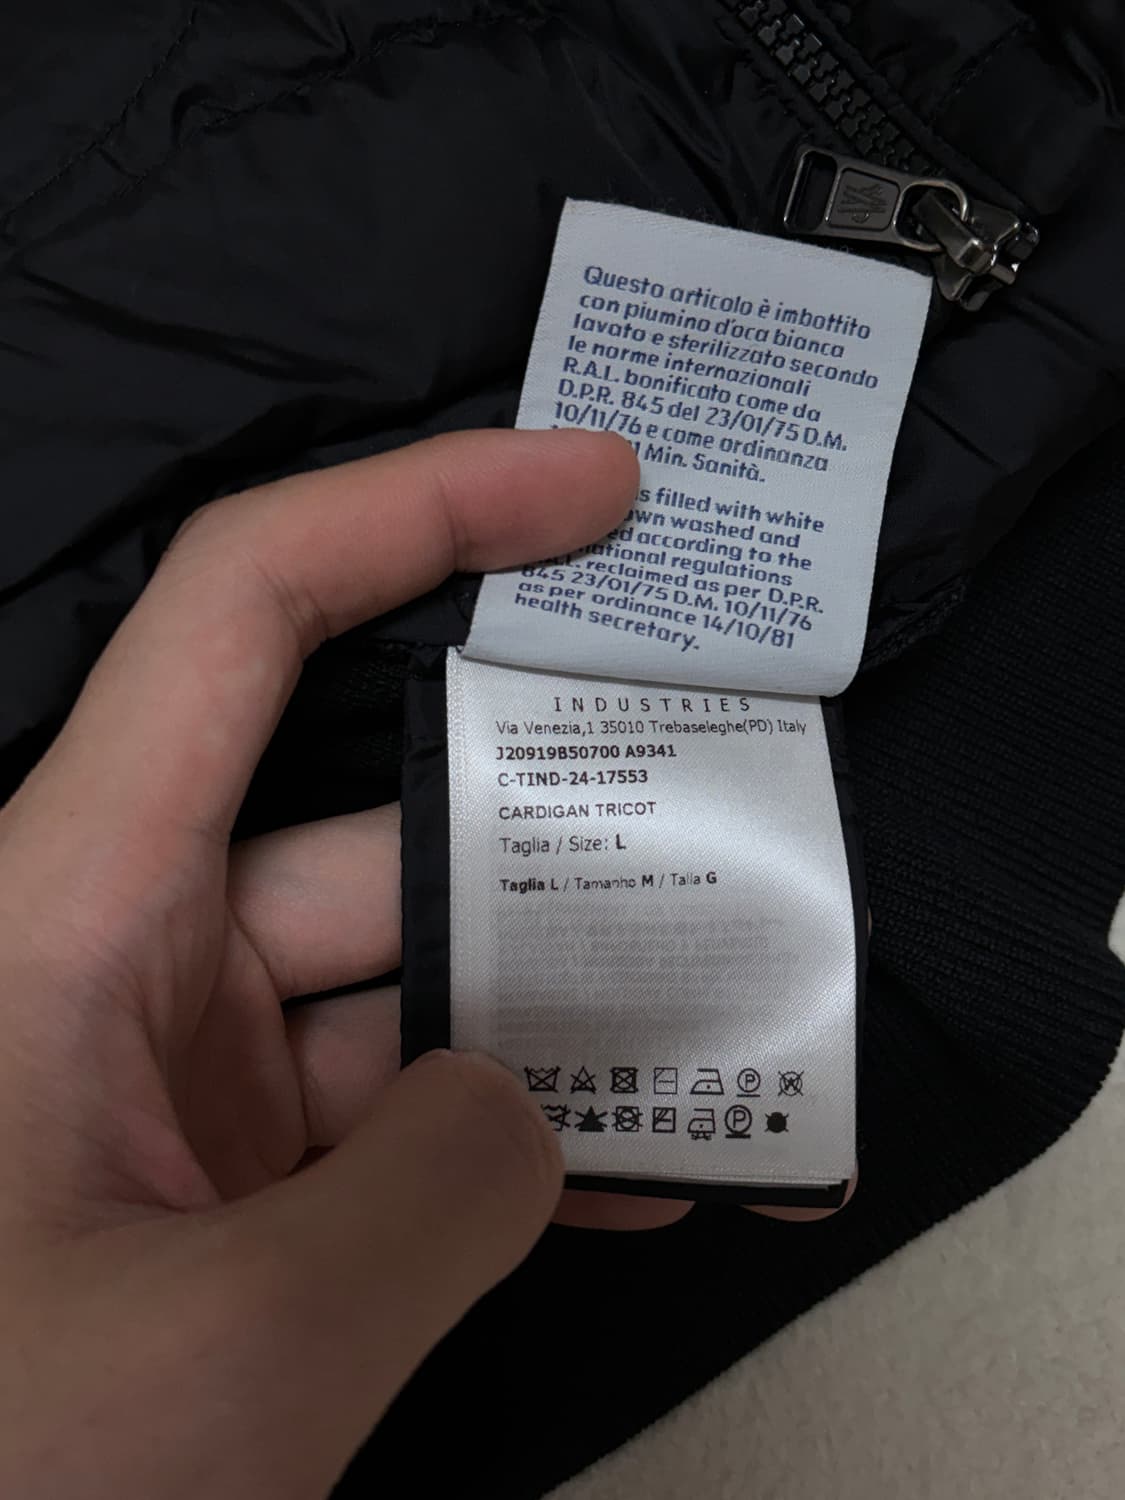 Questo articolo è imbottito
con piumino d'oca bianca
lavato e sterilizzato secondo
le norme internazionali
R.A.L. bonificato come da
D.P.R. 845 del 23/01/75 D.M.
10/11/76 e come ordinanza
Min. Sanità.
filled with white
washed and
according to the
regulations
reclaimed as per D.P.R.
845 23/01/75 D.M. 10/11/76
as per ordinance 14/10/81
health secretary.
INDUSTRIES
Via Venezia,1 35010 Trebaseleghe(PD) Italy
J20919B50700 A9341
C-TIND-24-17553
CARDIGAN TRICOT
Taglia / Size: L
Taglia L / Tamanho M / Talla G
P W
P